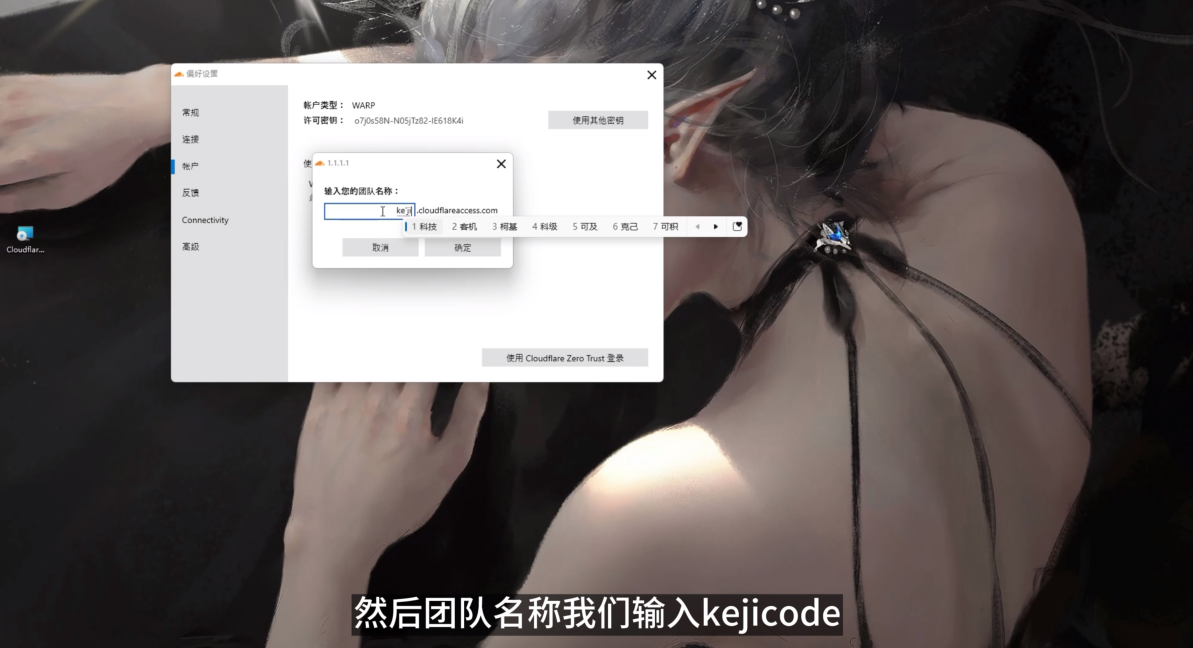 偏好设置
常规
连接
帐户
反馈
Connectivity
高级
帐户类型： WARP
许可密钥： o7j0s58N-N05jTz82-IE618K4i
使用其他密钥
使
1.1.1.1
输入您的团队名称：
keji .cloudflareaccess.com
1 科技 2 客机 3 柯基 4 科级 5 可及 6 克己 7 可积
取消 确定
使用 Cloudflare Zero Trust 登录
Cloudflar...
然后团队名称我们输入kejicode